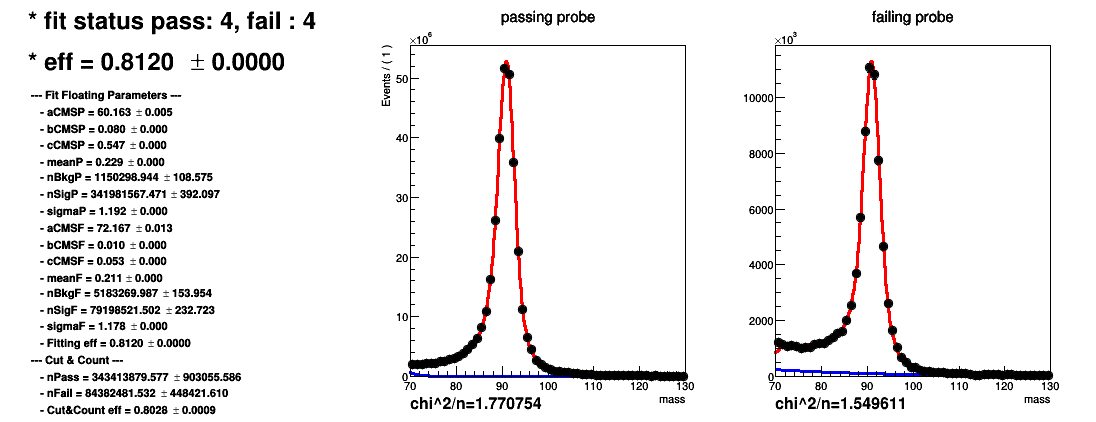 * fit status pass: 4, fail : 4
* eff = 0.8120 ± 0.0000
--- Fit Floating Parameters ---
- aCMSP = 60.163 ± 0.005
- bCMSP = 0.080 ± 0.000
- cCMSP = 0.547 ± 0.000
- meanP = 0.229 ± 0.000
- nBkgP = 1150298.944 ± 108.575
- nSigP = 341981567.471 ± 392.097
- sigmaP = 1.192 ± 0.000
- aCMSF = 72.167 ± 0.013
- bCMSF = 0.010 ± 0.000
- cCMSF = 0.053 ± 0.000
- meanF = 0.211 ± 0.000
- nBkgF = 5183269.987 ± 153.954
- nSigF = 79198521.502 ± 232.723
- sigmaF = 1.178 ± 0.000
- Fitting eff = 0.8120 ± 0.0000
--- Cut & Count ---
- nPass = 343413879.577 ± 903055.586
- nFail = 84382481.532 ± 448421.610
- Cut&Count eff = 0.8028 ± 0.0009
passing probe
×10⁶
Events / ( 1 )
50
40
30
20
10
0
70 80 90 100 110 120 130
mass
chi^2/n=1.770754
failing probe
×10³
10000
8000
6000
4000
2000
0
70 80 90 100 110 120 130
mass
chi^2/n=1.549611